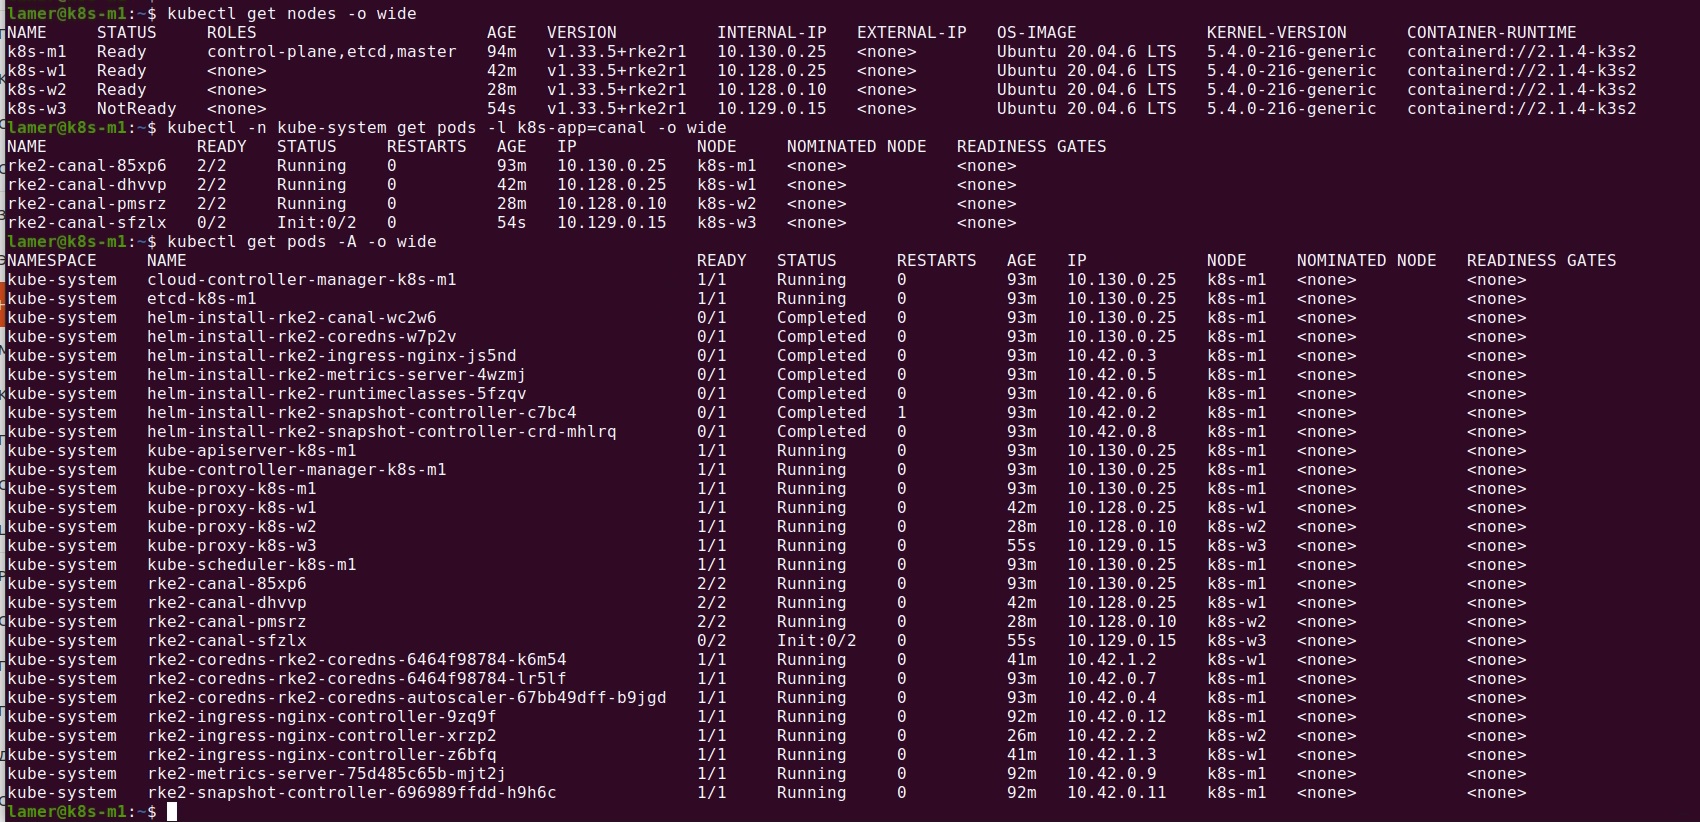 lamer@k8s-m1:~$ kubectl get nodes -o wide
NAME     STATUS     ROLES                       AGE   VERSION          INTERNAL-IP   EXTERNAL-IP   OS-IMAGE             KERNEL-VERSION      CONTAINER-RUNTIME
k8s-m1   Ready      control-plane,etcd,master   94m   v1.33.5+rke2r1   10.130.0.25   <none>        Ubuntu 20.04.6 LTS   5.4.0-216-generic   containerd://2.1.4-k3s2
k8s-w1   Ready      <none>                      42m   v1.33.5+rke2r1   10.128.0.25   <none>        Ubuntu 20.04.6 LTS   5.4.0-216-generic   containerd://2.1.4-k3s2
k8s-w2   Ready      <none>                      28m   v1.33.5+rke2r1   10.128.0.10   <none>        Ubuntu 20.04.6 LTS   5.4.0-216-generic   containerd://2.1.4-k3s2
k8s-w3   NotReady   <none>                      54s   v1.33.5+rke2r1   10.129.0.15   <none>        Ubuntu 20.04.6 LTS   5.4.0-216-generic   containerd://2.1.4-k3s2
lamer@k8s-m1:~$ kubectl -n kube-system get pods -l k8s-app=canal -o wide
NAME               READY   STATUS     RESTARTS   AGE   IP            NODE     NOMINATED NODE   READINESS GATES
rke2-canal-85xp6   2/2     Running    0          93m   10.130.0.25   k8s-m1   <none>           <none>
rke2-canal-dhvvp   2/2     Running    0          42m   10.128.0.25   k8s-w1   <none>           <none>
rke2-canal-pmsrz   2/2     Running    0          28m   10.128.0.10   k8s-w2   <none>           <none>
rke2-canal-sfzlx   0/2     Init:0/2   0          54s   10.129.0.15   k8s-w3   <none>           <none>
lamer@k8s-m1:~$ kubectl get pods -A -o wide
NAMESPACE     NAME                                                   READY   STATUS      RESTARTS   AGE   IP            NODE     NOMINATED NODE   READINESS GATES
kube-system   cloud-controller-manager-k8s-m1                        1/1     Running     0          93m   10.130.0.25   k8s-m1   <none>           <none>
kube-system   etcd-k8s-m1                                            1/1     Running     0          93m   10.130.0.25   k8s-m1   <none>           <none>
kube-system   helm-install-rke2-canal-wc2w6                          0/1     Completed   0          93m   10.130.0.25   k8s-m1   <none>           <none>
kube-system   helm-install-rke2-coredns-w7p2v                        0/1     Completed   0          93m   10.130.0.25   k8s-m1   <none>           <none>
kube-system   helm-install-rke2-ingress-nginx-js5nd                  0/1     Completed   0          93m   10.42.0.3     k8s-m1   <none>           <none>
kube-system   helm-install-rke2-metrics-server-4wzmj                 0/1     Completed   0          93m   10.42.0.5     k8s-m1   <none>           <none>
kube-system   helm-install-rke2-runtimeclasses-5fzqv                 0/1     Completed   0          93m   10.42.0.6     k8s-m1   <none>           <none>
kube-system   helm-install-rke2-snapshot-controller-c7bc4            0/1     Completed   1          93m   10.42.0.2     k8s-m1   <none>           <none>
kube-system   helm-install-rke2-snapshot-controller-crd-mhlrq        0/1     Completed   0          93m   10.42.0.8     k8s-m1   <none>           <none>
kube-system   kube-apiserver-k8s-m1                                  1/1     Running     0          93m   10.130.0.25   k8s-m1   <none>           <none>
kube-system   kube-controller-manager-k8s-m1                         1/1     Running     0          93m   10.130.0.25   k8s-m1   <none>           <none>
kube-system   kube-proxy-k8s-m1                                      1/1     Running     0          93m   10.130.0.25   k8s-m1   <none>           <none>
kube-system   kube-proxy-k8s-w1                                      1/1     Running     0          42m   10.128.0.25   k8s-w1   <none>           <none>
kube-system   kube-proxy-k8s-w2                                      1/1     Running     0          28m   10.128.0.10   k8s-w2   <none>           <none>
kube-system   kube-proxy-k8s-w3                                      1/1     Running     0          55s   10.129.0.15   k8s-w3   <none>           <none>
kube-system   kube-scheduler-k8s-m1                                  1/1     Running     0          93m   10.130.0.25   k8s-m1   <none>           <none>
kube-system   rke2-canal-85xp6                                       2/2     Running     0          93m   10.130.0.25   k8s-m1   <none>           <none>
kube-system   rke2-canal-dhvvp                                       2/2     Running     0          42m   10.128.0.25   k8s-w1   <none>           <none>
kube-system   rke2-canal-pmsrz                                       2/2     Running     0          28m   10.128.0.10   k8s-w2   <none>           <none>
kube-system   rke2-canal-sfzlx                                       0/2     Init:0/2    0          55s   10.129.0.15   k8s-w3   <none>           <none>
kube-system   rke2-coredns-rke2-coredns-6464f98784-k6m54             1/1     Running     0          41m   10.42.1.2     k8s-w1   <none>           <none>
kube-system   rke2-coredns-rke2-coredns-6464f98784-lr5lf             1/1     Running     0          93m   10.42.0.7     k8s-m1   <none>           <none>
kube-system   rke2-coredns-rke2-coredns-autoscaler-67bb49dff-b9jgd   1/1     Running     0          93m   10.42.0.4     k8s-m1   <none>           <none>
kube-system   rke2-ingress-nginx-controller-9zq9f                    1/1     Running     0          92m   10.42.0.12    k8s-m1   <none>           <none>
kube-system   rke2-ingress-nginx-controller-xrzp2                    1/1     Running     0          26m   10.42.2.2     k8s-w2   <none>           <none>
kube-system   rke2-ingress-nginx-controller-z6bfq                    1/1     Running     0          41m   10.42.1.3     k8s-w1   <none>           <none>
kube-system   rke2-metrics-server-75d485c65b-mjt2j                   1/1     Running     0          92m   10.42.0.9     k8s-m1   <none>           <none>
kube-system   rke2-snapshot-controller-696989ffdd-h9h6c              1/1     Running     0          92m   10.42.0.11    k8s-m1   <none>           <none>
lamer@k8s-m1:~$